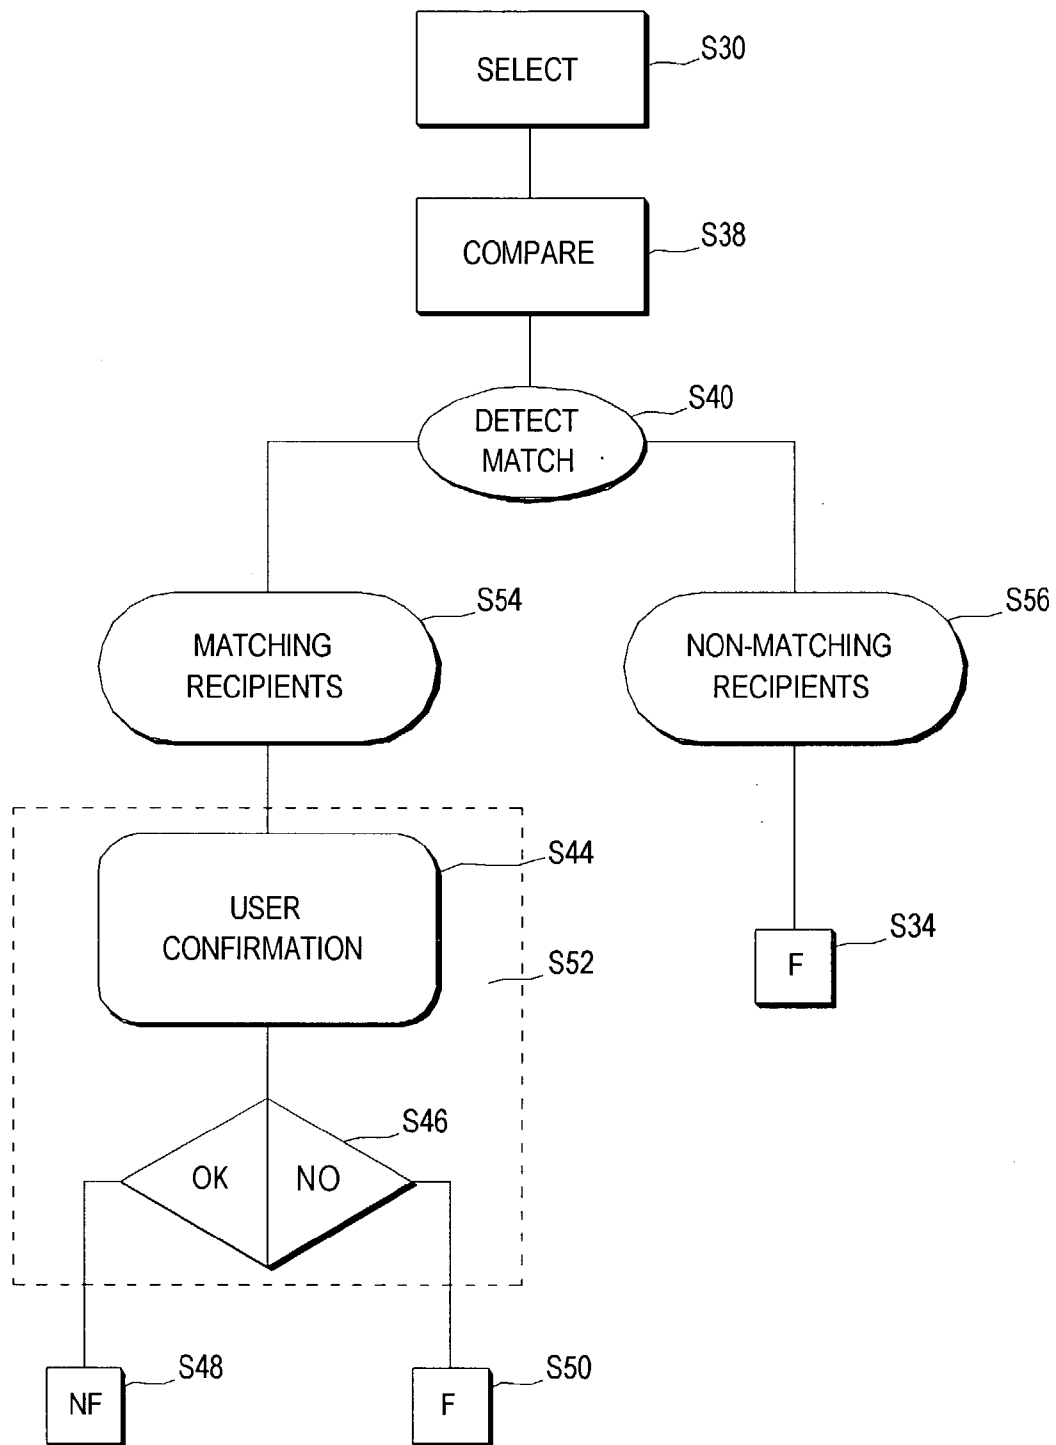 SELECT
S30
COMPARE
S38
DETECT
MATCH
S40
MATCHING
RECIPIENTS
S54
NON-MATCHING
RECIPIENTS
S56
USER
CONFIRMATION
S44
S52
F
S34
OK
NO
S46
NF
S48
F
S50